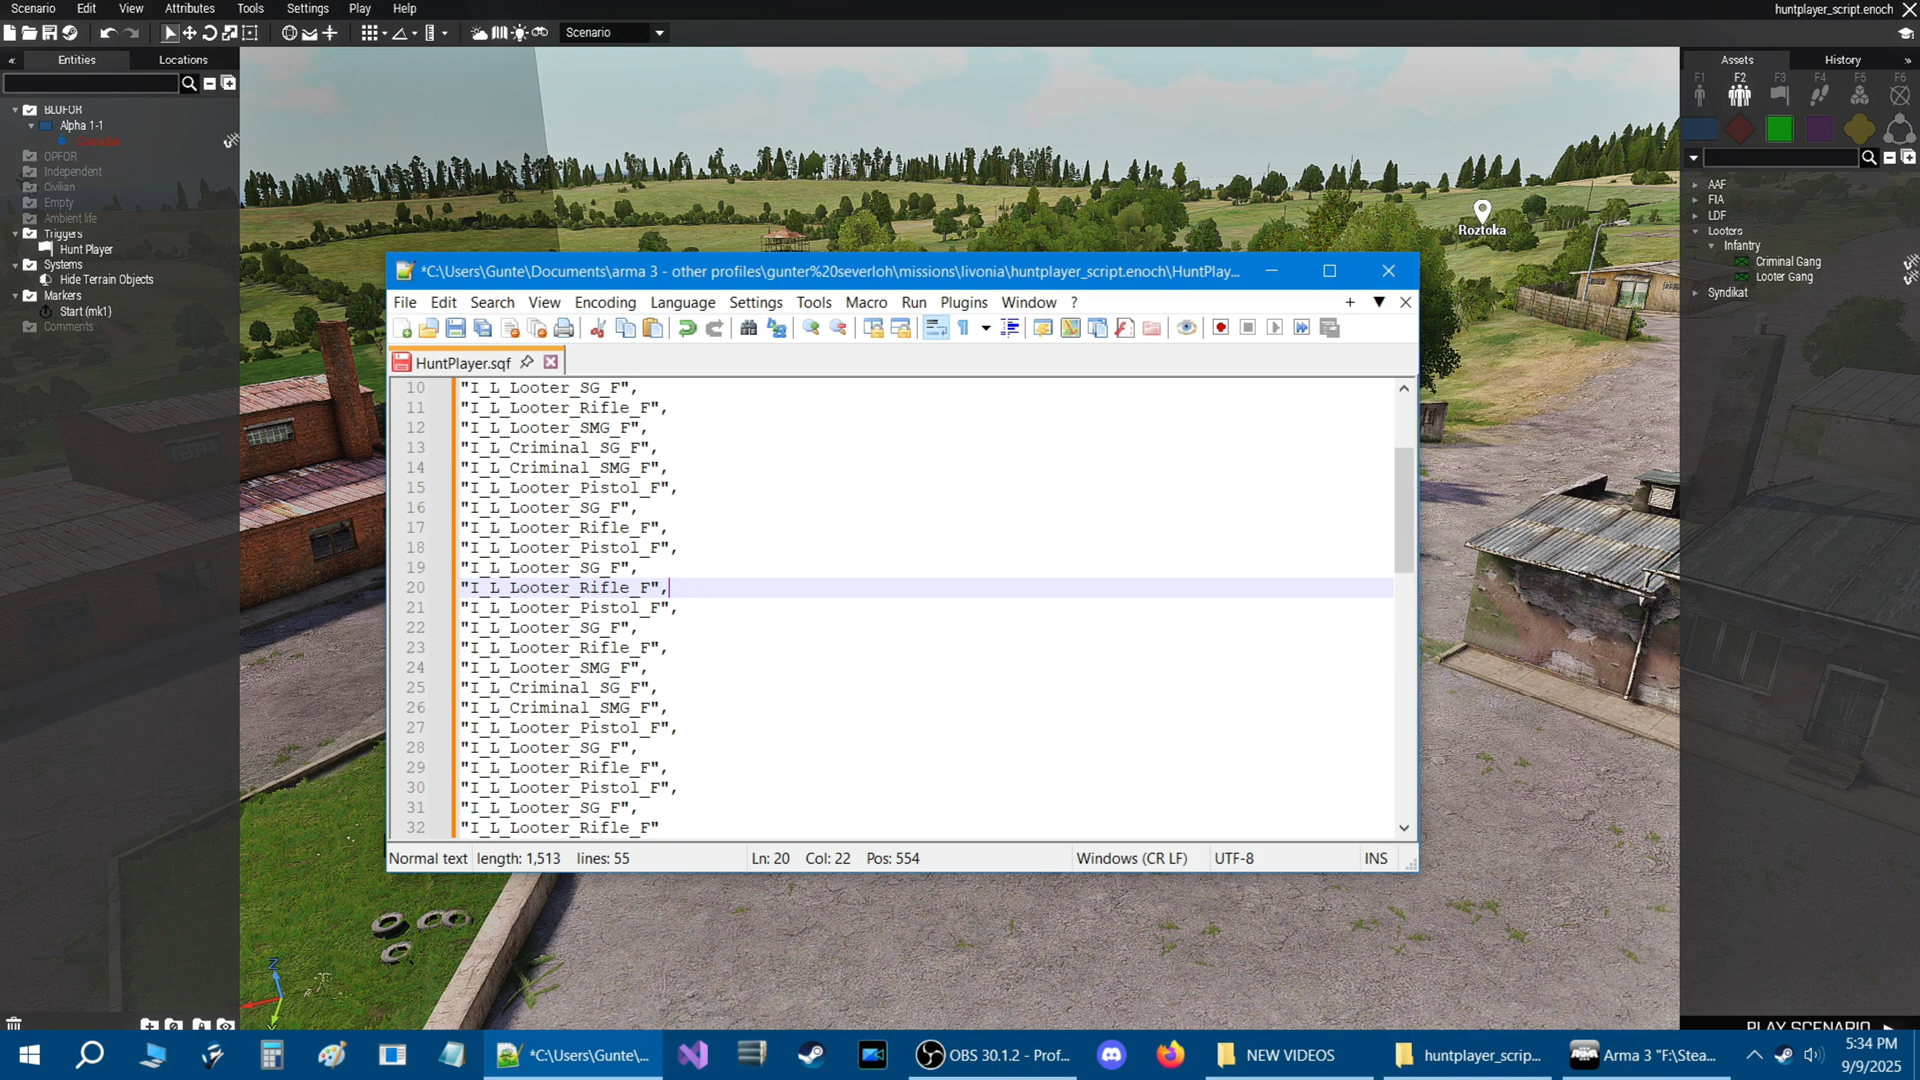 Scenario Edit View Attributes Tools Settings Play Help
huntplayer_script.enoch
Scenario
Entities Locations
BLUFOR
Alpha 1-1
OPFOR
Independent
Civilian
Empty
Ambient life
Triggers
Hunt Player
Systems
Hide Terrain Objects
Markers
Start (mk1)
Comments
Roztoka
Assets History
F1 F2 F3 F4 F5 F6
AAF
FIA
LDF
Looters
Infantry
Criminal Gang
Looter Gang
Syndikat
PLAY SCENARIO
*C:\Users\Gunte\Documents\arma 3 - other profiles\gunter%20severloh\missions\livonia\huntplayer_script.enoch\HuntPlay...
File Edit Search View Encoding Language Settings Tools Macro Run Plugins Window ?
HuntPlayer.sqf
10 "I_L_Looter_SG_F",
11 "I_L_Looter_Rifle_F",
12 "I_L_Looter_SMG_F",
13 "I_L_Criminal_SG_F",
14 "I_L_Criminal_SMG_F",
15 "I_L_Looter_Pistol_F",
16 "I_L_Looter_SG_F",
17 "I_L_Looter_Rifle_F",
18 "I_L_Looter_Pistol_F",
19 "I_L_Looter_SG_F",
20 "I_L_Looter_Rifle_F",
21 "I_L_Looter_Pistol_F",
22 "I_L_Looter_SG_F",
23 "I_L_Looter_Rifle_F",
24 "I_L_Looter_SMG_F",
25 "I_L_Criminal_SG_F",
26 "I_L_Criminal_SMG_F",
27 "I_L_Looter_Pistol_F",
28 "I_L_Looter_SG_F",
29 "I_L_Looter_Rifle_F",
30 "I_L_Looter_Pistol_F",
31 "I_L_Looter_SG_F",
32 "I_L_Looter_Rifle_F"
Normal text length: 1,513 lines: 55 Ln: 20 Col: 22 Pos: 554 Windows (CR LF) UTF-8 INS
Z
*C:\Users\Gunte\... OBS 30.1.2 - Prof... NEW VIDEOS huntplayer_scrip... Arma 3 "F:\Stea...
5:34 PM
9/9/2025